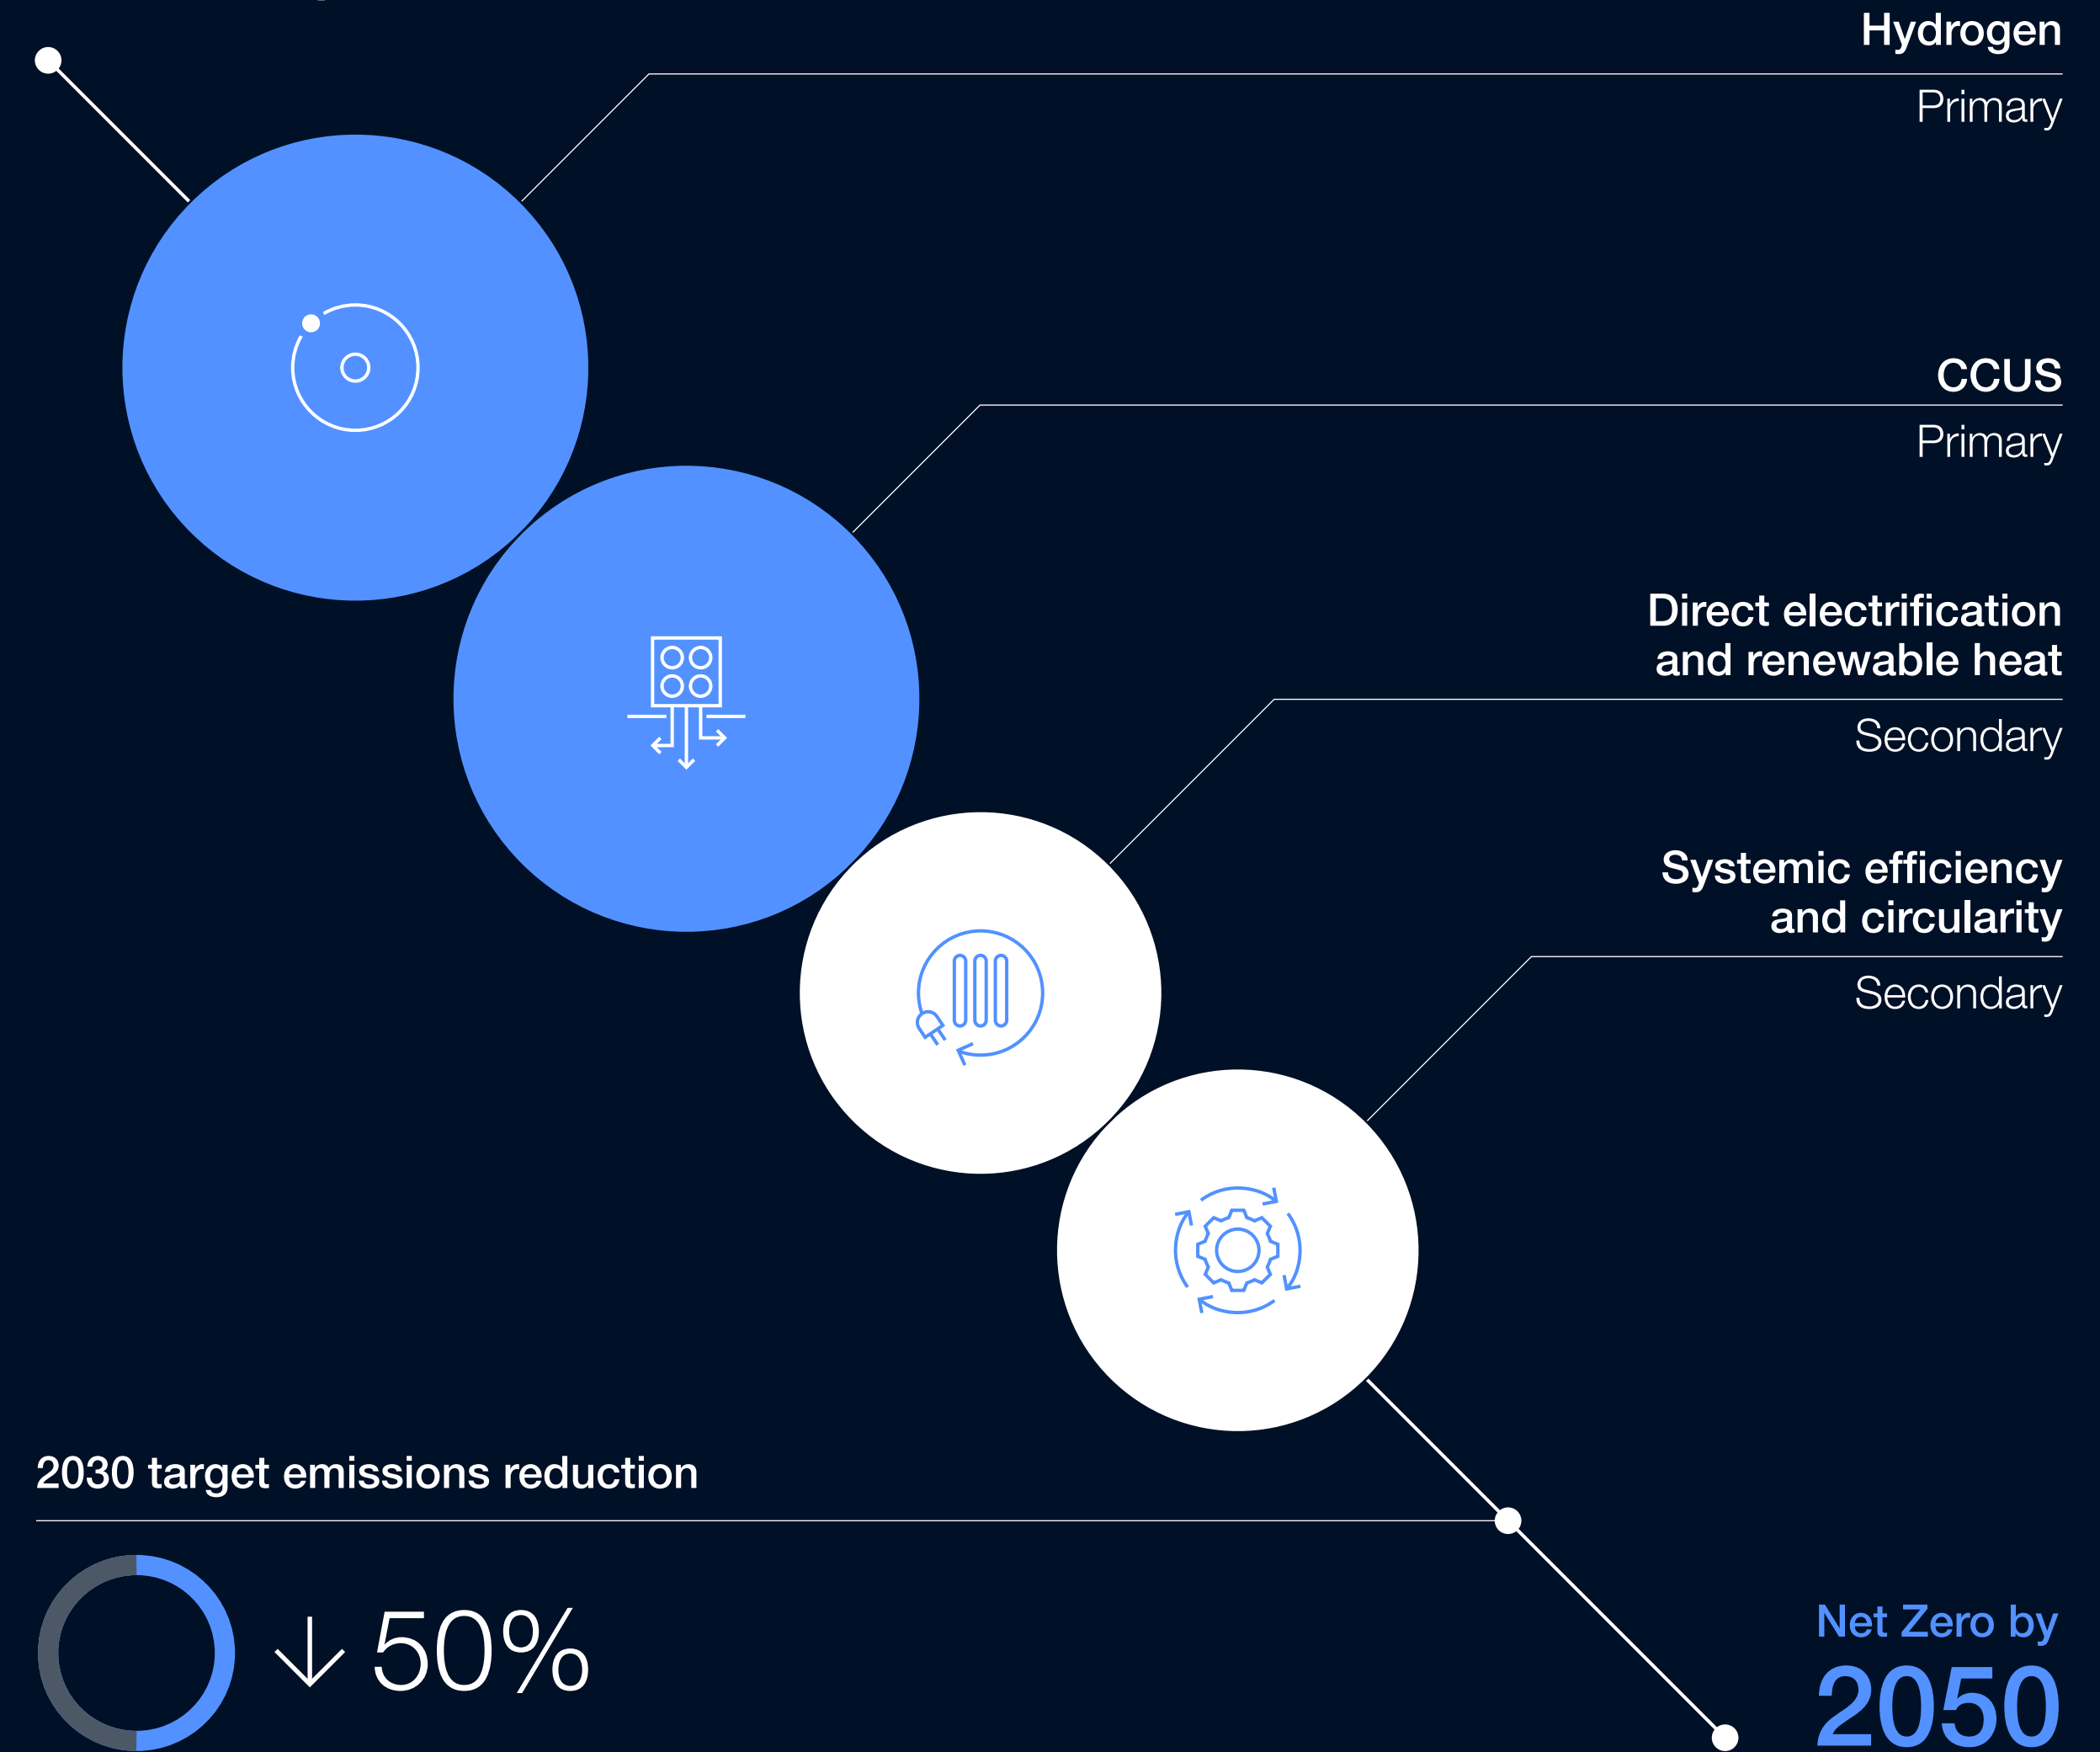 Hydrogen
Primary
CCUS
Primary
Direct electrification
and renewable heat
Secondary
Systemic efficiency
and circularity
Secondary
2030 target emissions reduction
50%
Net Zero by
2050